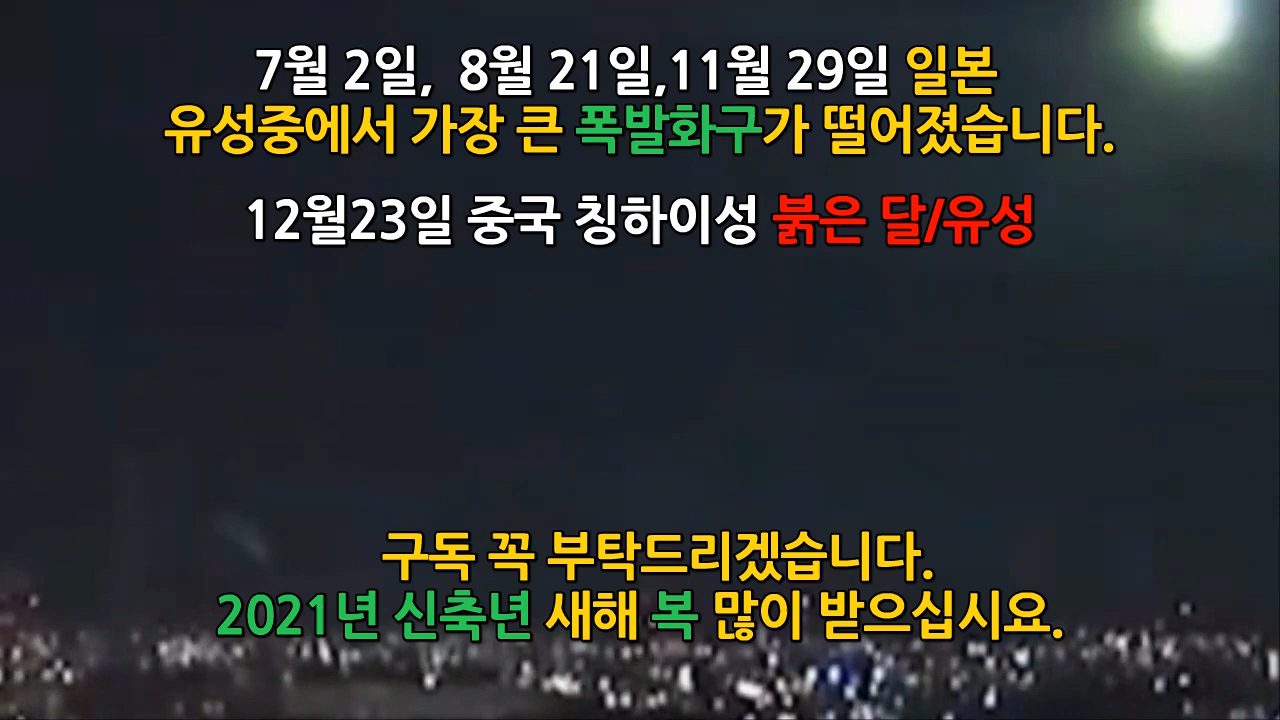 7월 2일,  8월 21일,11월 29일 일본
유성중에서 가장 큰 폭발화구가 떨어졌습니다.
12월23일 중국 칭하이성 붉은 달/유성
구독 꼭 부탁드리겠습니다.
2021년 신축년 새해 복 많이 받으십시요.